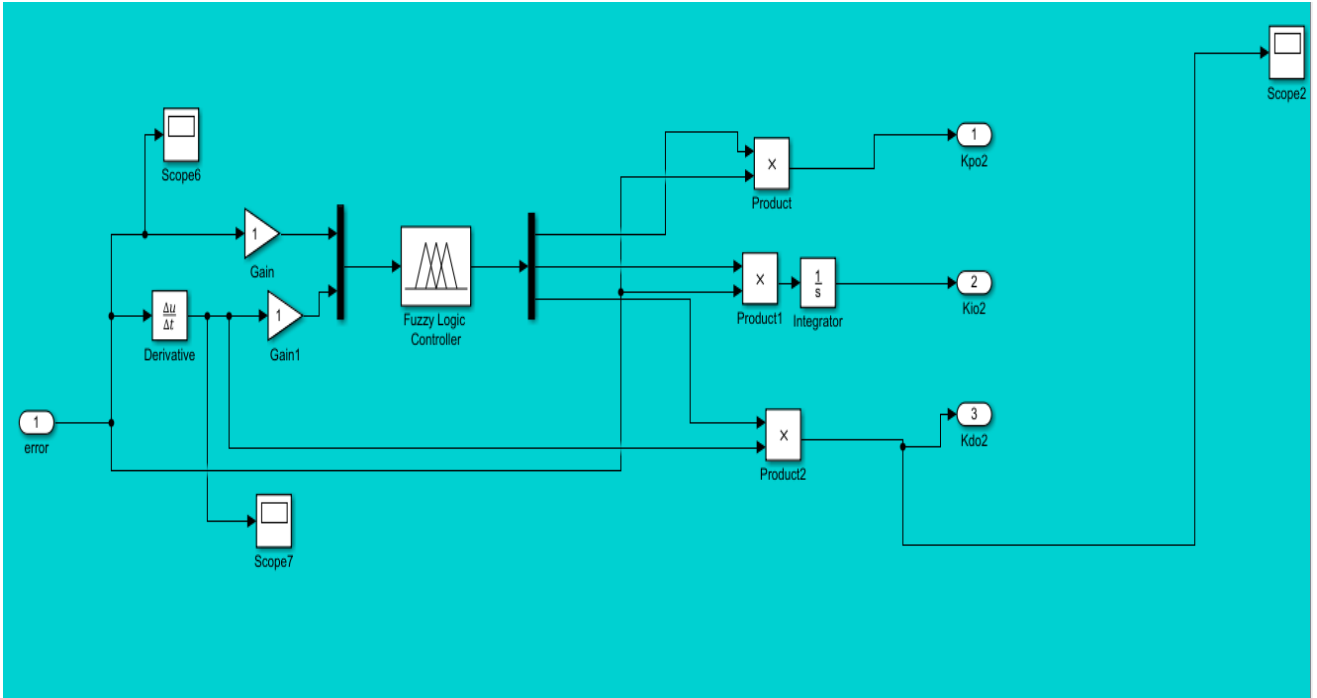 Scope2
1
Kpo2
Scope6
×
Product
1
Gain
×
Product1
1
s
Integrator
2
Kio2
Δu
Δt
Derivative
1
Gain1
Fuzzy Logic
Controller
1
error
×
Product2
3
Kdo2
Scope7